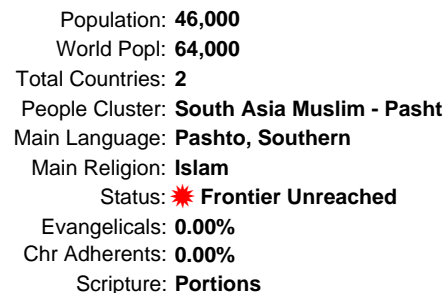 Population: 46,000
World Popl: 64,000
Total Countries: 2
People Cluster: South Asia Muslim - Pasht
Main Language: Pashto, Southern
Main Religion: Islam
Status: Frontier Unreached
Evangelicals: 0.00%
Chr Adherents: 0.00%
Scripture: Portions